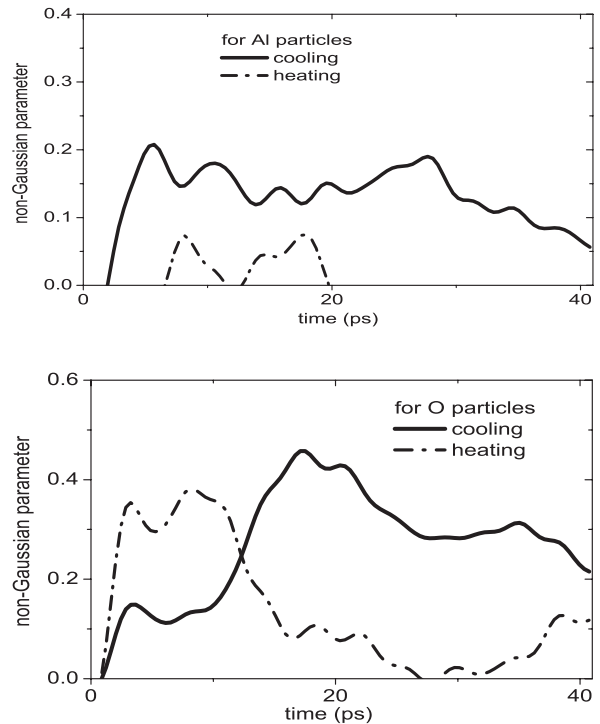 0.4
for Al particles
cooling
heating
0.3
0.2
0.1
0.0
non-Gaussian parameter
0 20 40
time (ps)
0.6
for O particles
cooling
heating
0.4
0.2
0.0
non-Gaussian parameter
0 20 40
time (ps)